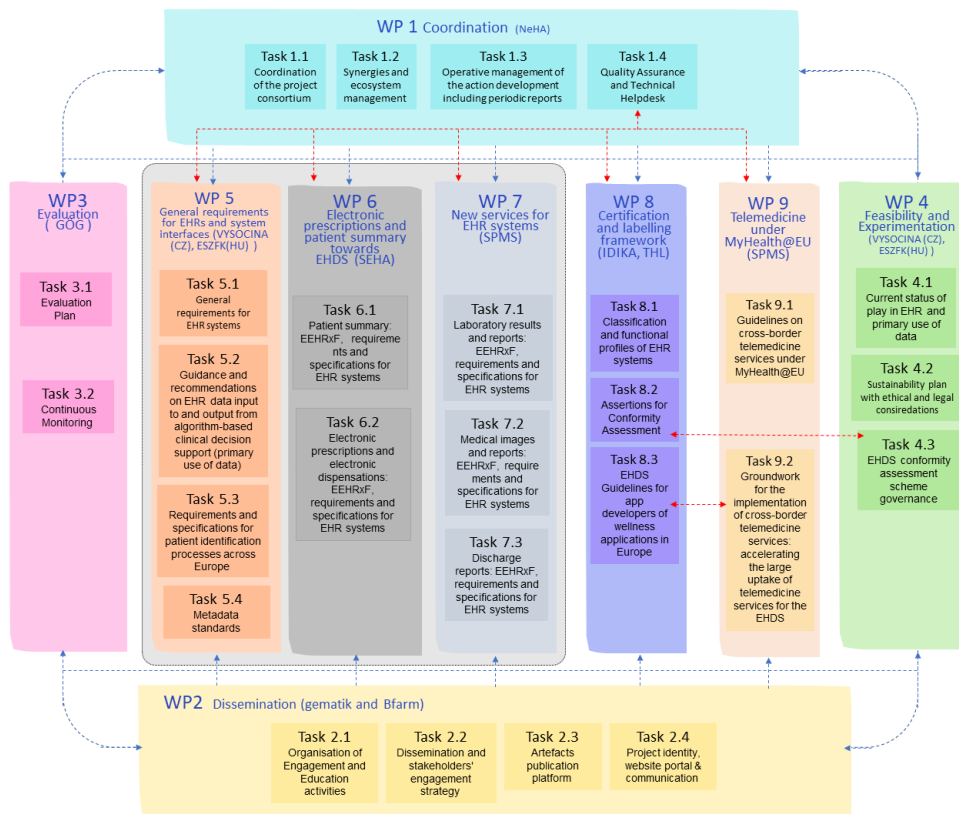 WP 1 Coordination (NeHA)
Task 1.1
Coordination
of the project
consortium
Task 1.2
Synergies and
ecosystem
management
Task 1.3
Operative management of
the action development
including periodic reports
Task 1.4
Quality Assurance
and Technical
Helpdesk
WP3
Evaluation
( GOG)
Task 3.1
Evaluation
Plan
Task 3.2
Continuous
Monitoring
WP 5
General requirements
for EHRs and system
interfaces (VYSOCINA
(CZ), ESZFK(HU) )
Task 5.1
General
requirements for
EHR systems
Task 5.2
Guidance and
recommendations
on EHR data input
to and output from
algorithm-based
clinical decision
support (primary
use of data)
Task 5.3
Requirements and
specifications for
patient identification
processes across
Europe
Task 5.4
Metadata
standards
WP 6
Electronic
prescriptions and
patient summary
towards
EHDS (SEHA)
Task 6.1
Patient summary:
EEHRxF, requireme
nts and
specifications for
EHR systems
Task 6.2
Electronic
prescriptions and
electronic
dispensations:
EEHRxF,
requirements and
specifications for
EHR systems
WP 7
New services for
EHR systems
(SPMS)
Task 7.1
Laboratory results
and reports:
EEHRxF,
requirements and
specifications for
EHR systems
Task 7.2
Medical images and
reports: EEHRxF, require
ments and
specifications for EHR
systems
Task 7.3
Discharge
reports: EEHRxF,
requirements and
specifications for
EHR systems
WP 8
Certification
and labelling
framework
(IDIKA, THL)
Task 8.1
Classification
and functional
profiles of EHR
systems
Task 8.2
Assertions for
Conformity
Assessment
Task 8.3
EHDS
Guidelines for
app
developers of
wellness
applications in
Europe
WP 9
Telemedicine
under
MyHealth@EU
(SPMS)
Task 9.1
Guidelines on
cross-border
telemedicine
services under
MyHealth@EU
Task 9.2
Groundwork for
the
implementation
of cross-border
telemedicine
services:
accelerating the
large
uptake of
telemedicine
services for the
EHDS
WP 4
Feasibility and
Experimentation
(VYSOCINA (CZ),
ESZFK(HU) )
Task 4.1
Current status of
play in EHR and
primary use of
data
Task 4.2
Sustainability plan
with ethical and legal
consiredations
Task 4.3
EHDS conformity
assessment
scheme
governance
WP2 Dissemination (gematik and Bfarm)
Task 2.1
Organisation of
Engagement and
Education
activities
Task 2.2
Dissemination and
stakeholders'
engagement
strategy
Task 2.3
Artefacts
publication
platform
Task 2.4
Project identity,
website portal &
communication